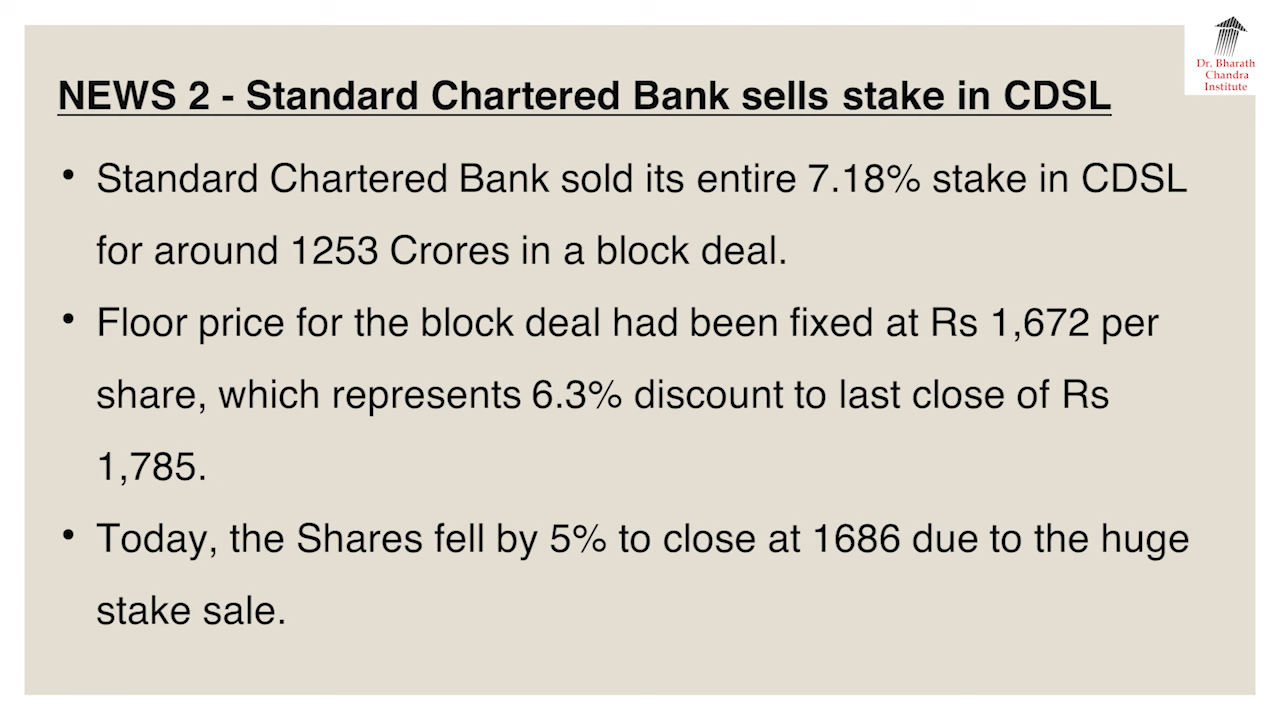 Dr. Bharath
Chandra
Institute
NEWS 2 - Standard Chartered Bank sells stake in CDSL
• Standard Chartered Bank sold its entire 7.18% stake in CDSL
for around 1253 Crores in a block deal.
• Floor price for the block deal had been fixed at Rs 1,672 per
share, which represents 6.3% discount to last close of Rs
1,785.
• Today, the Shares fell by 5% to close at 1686 due to the huge
stake sale.